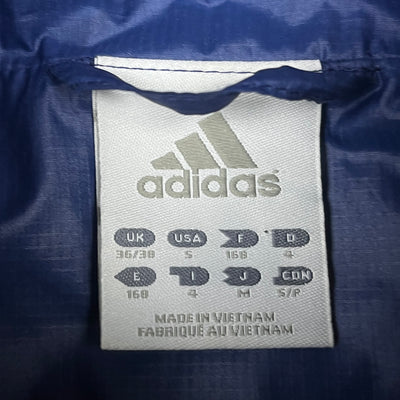 adidas
UK USA F D
36/38 S 168 4
E I J CDN
168 4 M S/P
MADE IN VIETNAM
FABRIQUÉ AU VIETNAM